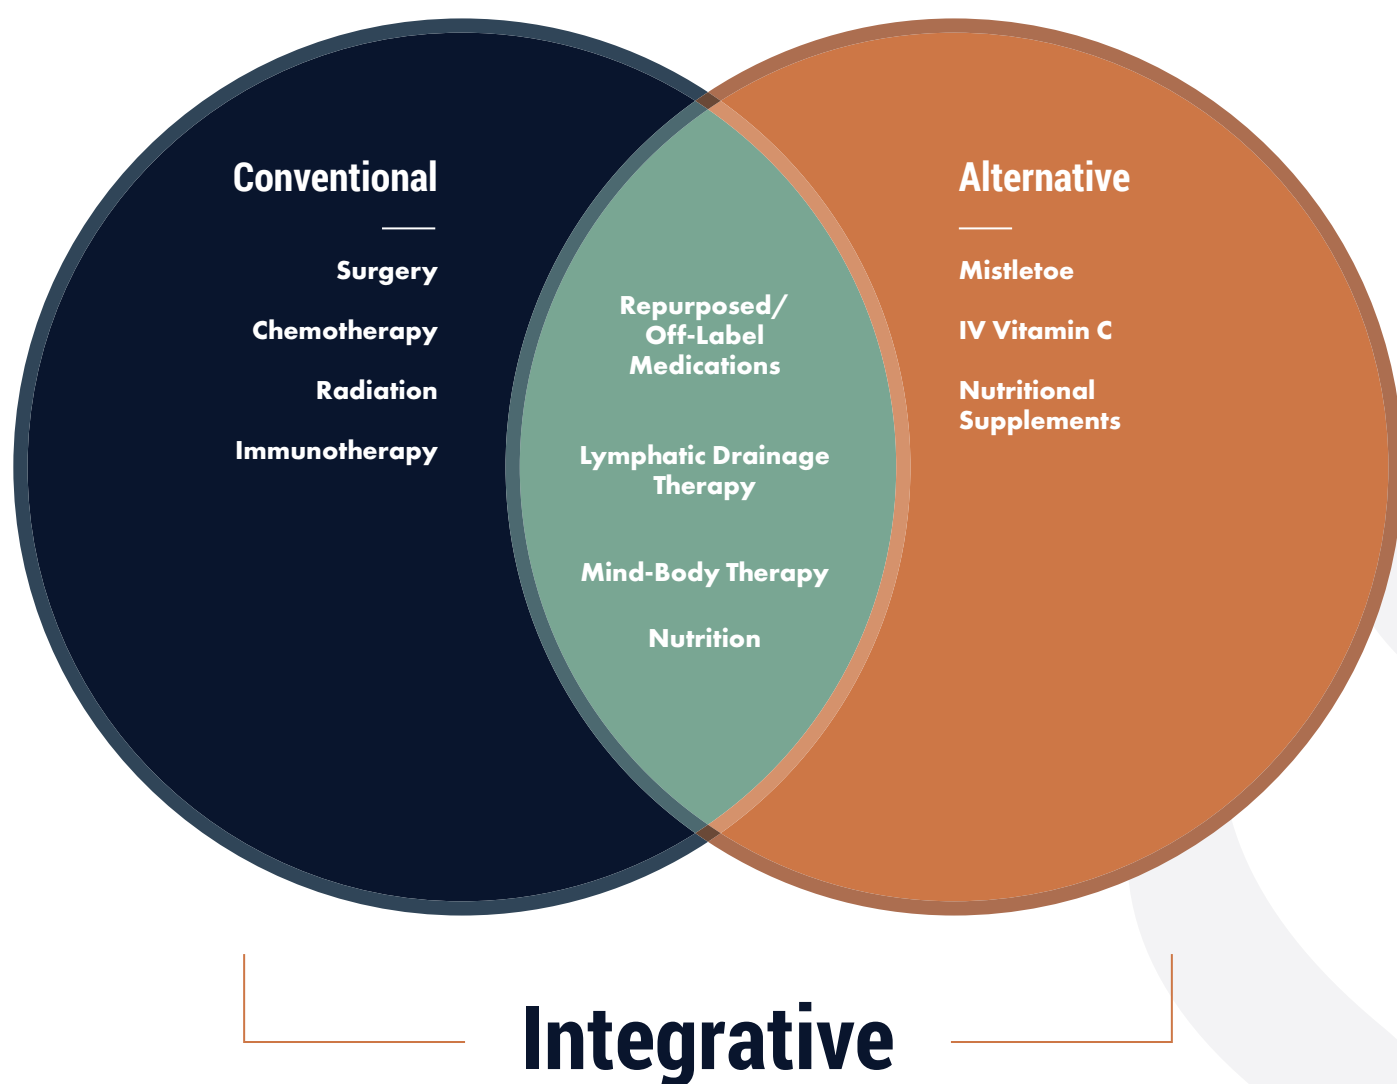 Conventional
Surgery
Chemotherapy
Radiation
Immunotherapy
Repurposed/
Off-Label
Medications
Lymphatic Drainage
Therapy
Mind-Body Therapy
Nutrition
Alternative
Mistletoe
IV Vitamin C
Nutritional
Supplements
Integrative